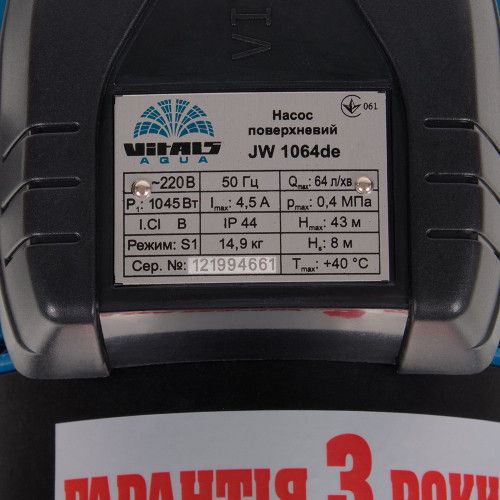 VITA
VITALS
AQUA
Насос
поверхневий
JW 1064de
061
~220 В 50 Гц Qmax: 64 л/хв
P1: 1045 Вт Imax: 4,5 А pmax: 0,4 МПа
I.Cl В IP 44 Hmax: 43 м
Режим: S1 14,9 кг Hs: 8 м
Сер. №: 121994661 Tmax: +40 °C
ГАРАНТІЯ 3 РОКИ